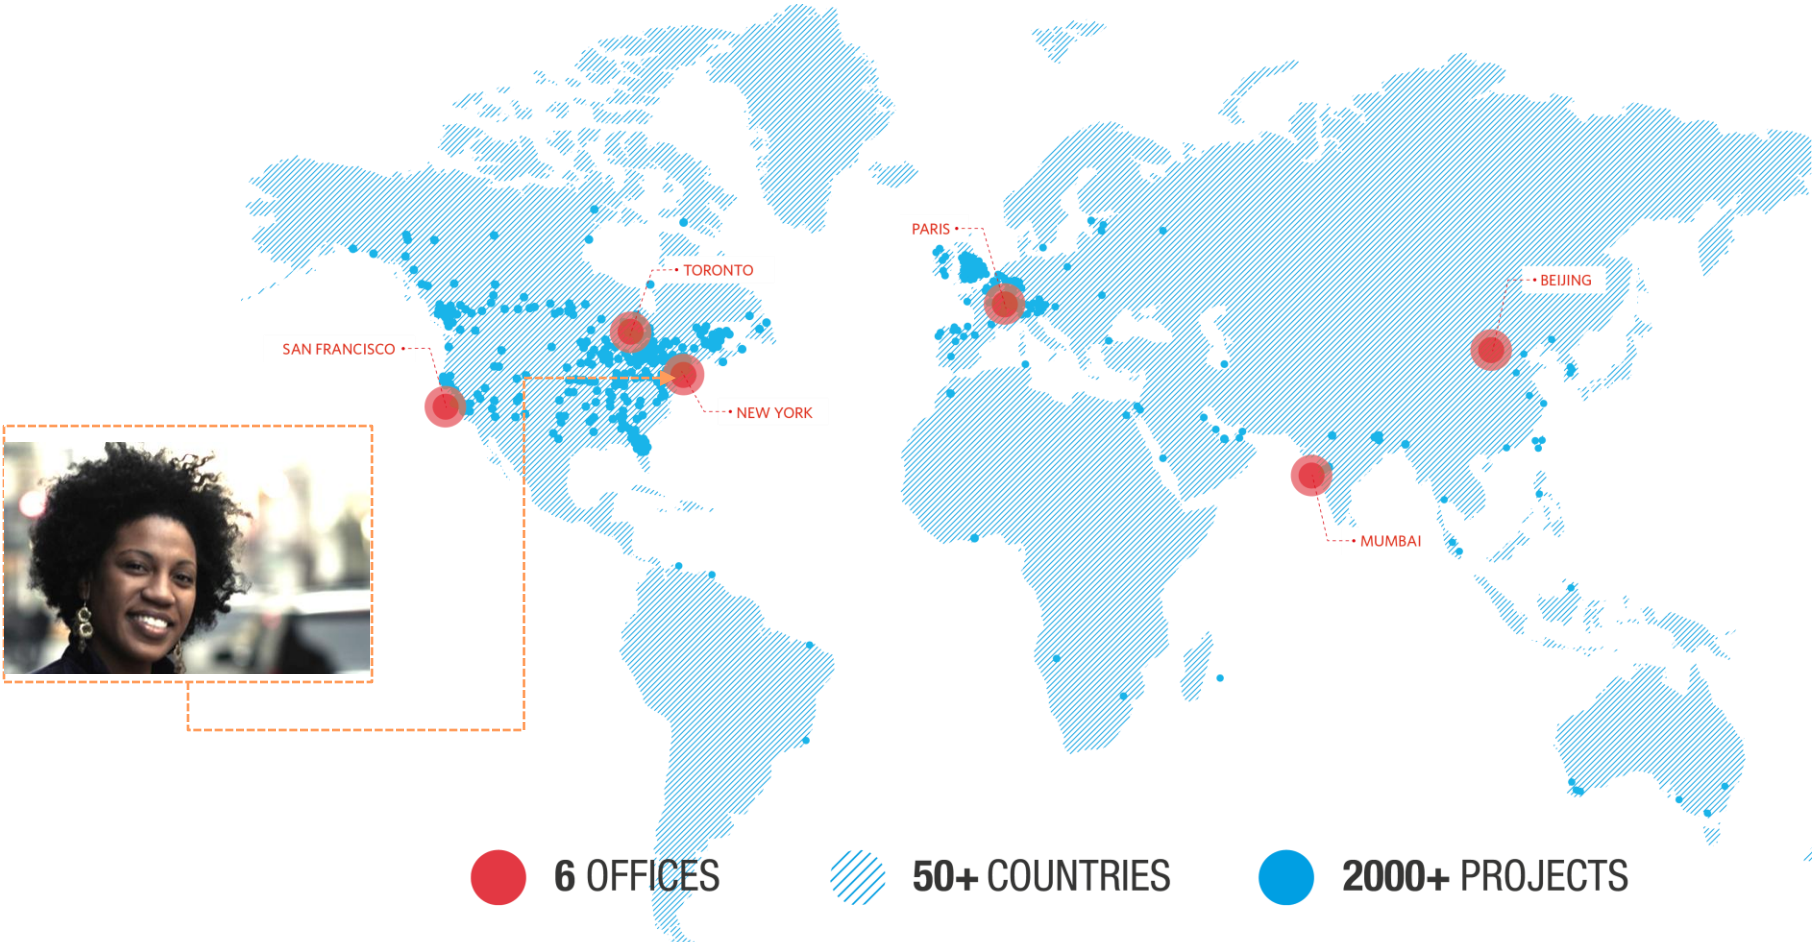 PARIS
TORONTO
BEIJING
SAN FRANCISCO
NEW YORK
MUMBAI
6 OFFICES
50+ COUNTRIES
2000+ PROJECTS